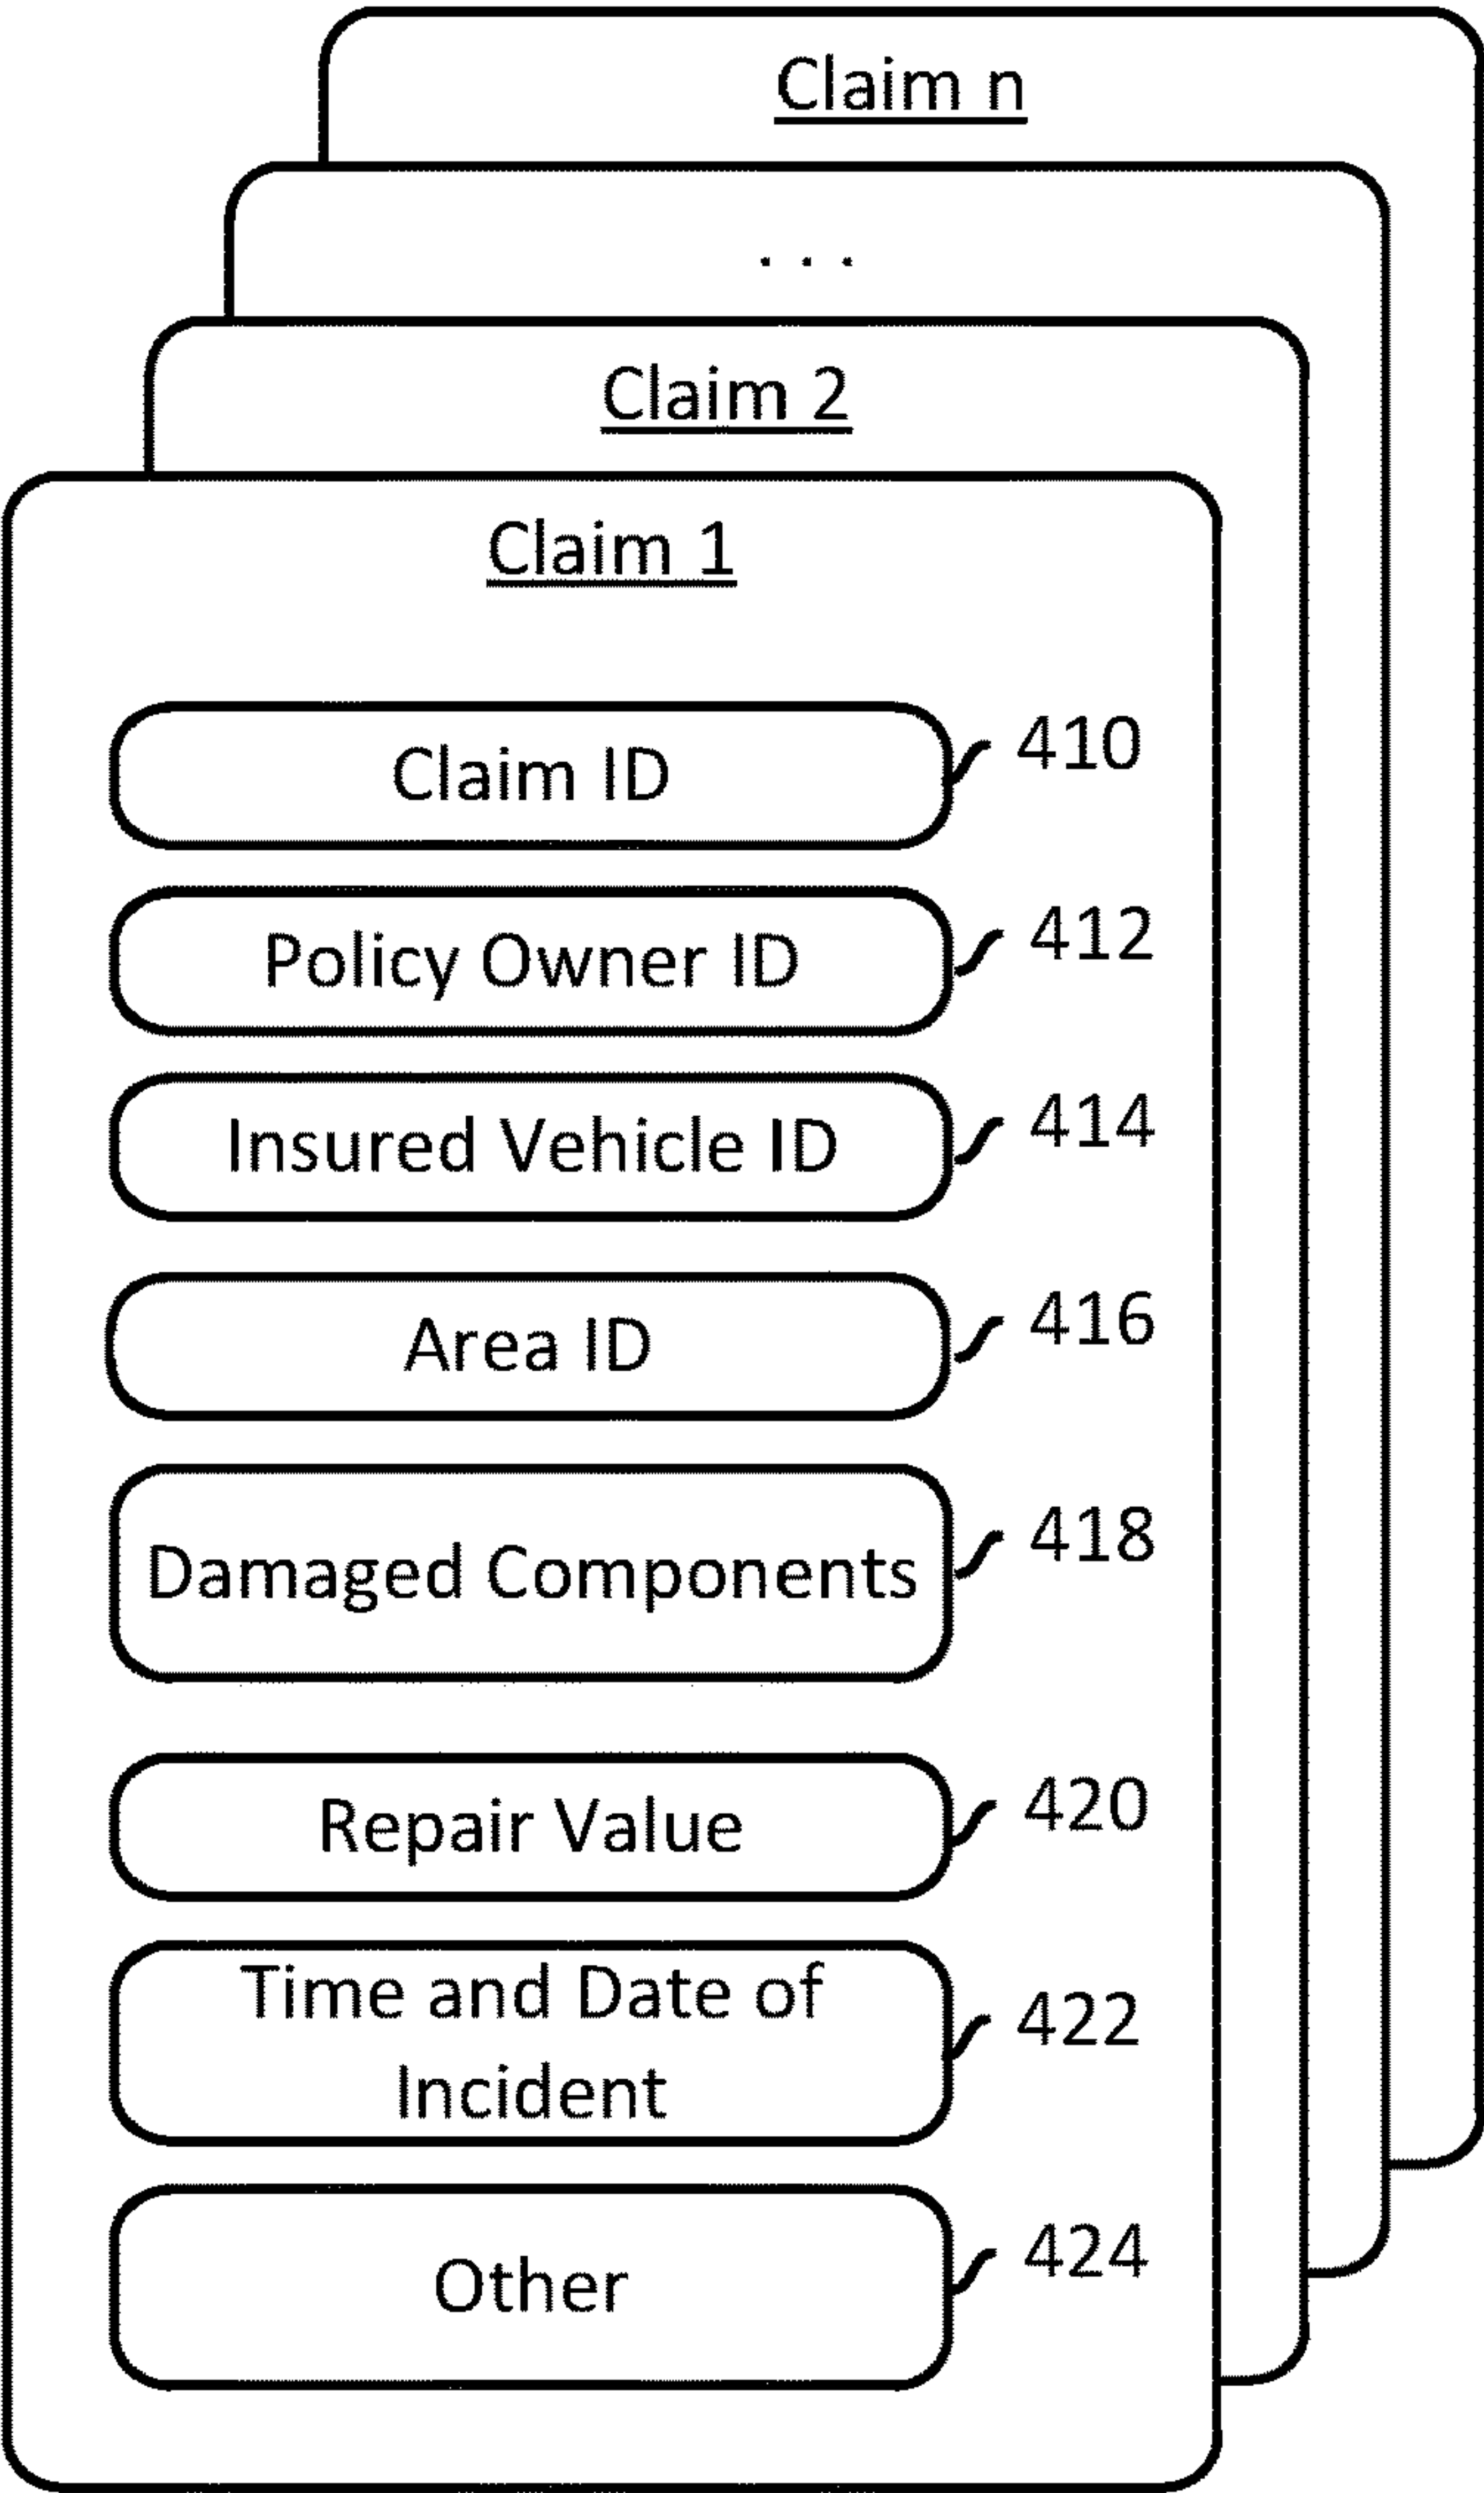 Claim n
. . .
Claim 2
Claim 1
Claim ID
410
Policy Owner ID
412
Insured Vehicle ID
414
Area ID
416
Damaged Components
418
Repair Value
420
Time and Date of
Incident
422
Other
424